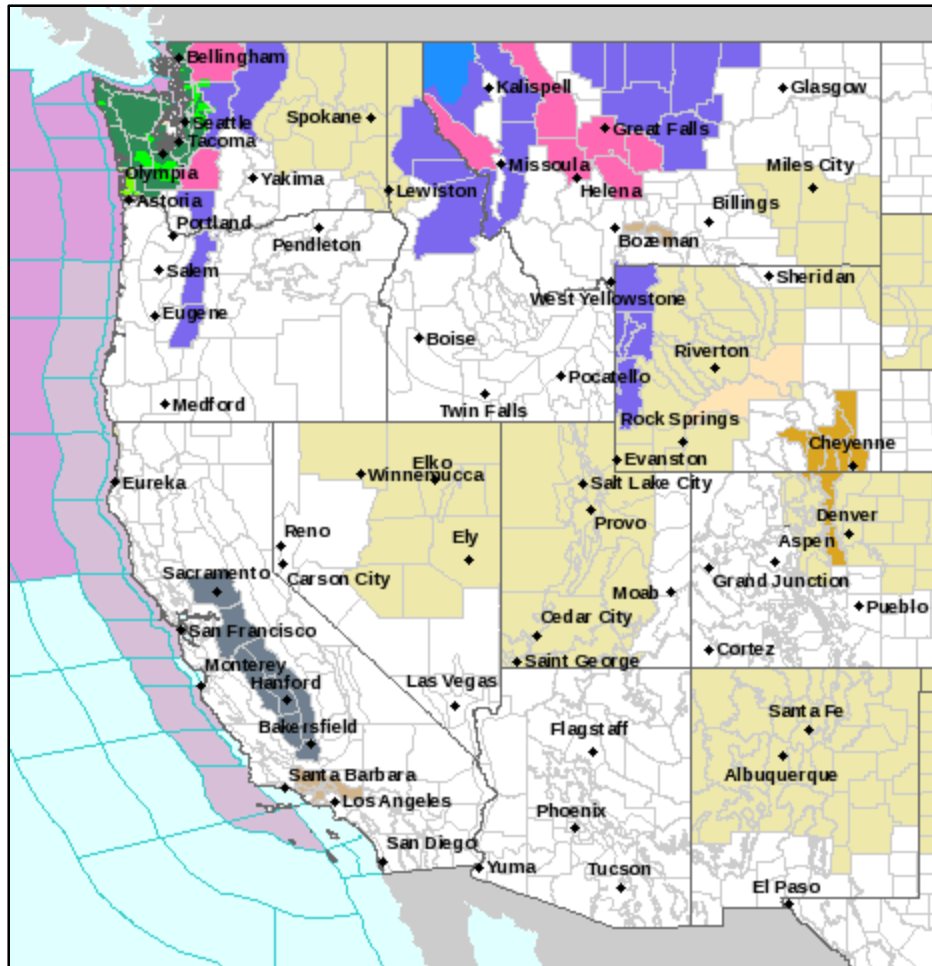 Bellingham
Kalispell
Glasgow
Spokane
Seattle
Great Falls
Tacoma
Missoula
Miles City
Olympia
Yakima
Lewiston
Helena
Astoria
Billings
Portland
Pendleton
Bozeman
Salem
Sheridan
West Yellowstone
Eugene
Boise
Riverton
Pocatello
Medford
Twin Falls
Rock Springs
Cheyenne
Elko
Evanston
Winnemucca
Eureka
Salt Lake City
Denver
Provo
Reno
Ely
Aspen
Sacramento
Carson City
Grand Junction
Moab
Pueblo
Cedar City
San Francisco
Cortez
Saint George
Monterey
Hanford
Las Vegas
Santa Fe
Bakersfield
Flagstaff
Albuquerque
Santa Barbara
Los Angeles
Phoenix
San Diego
Yuma
Tucson
El Paso